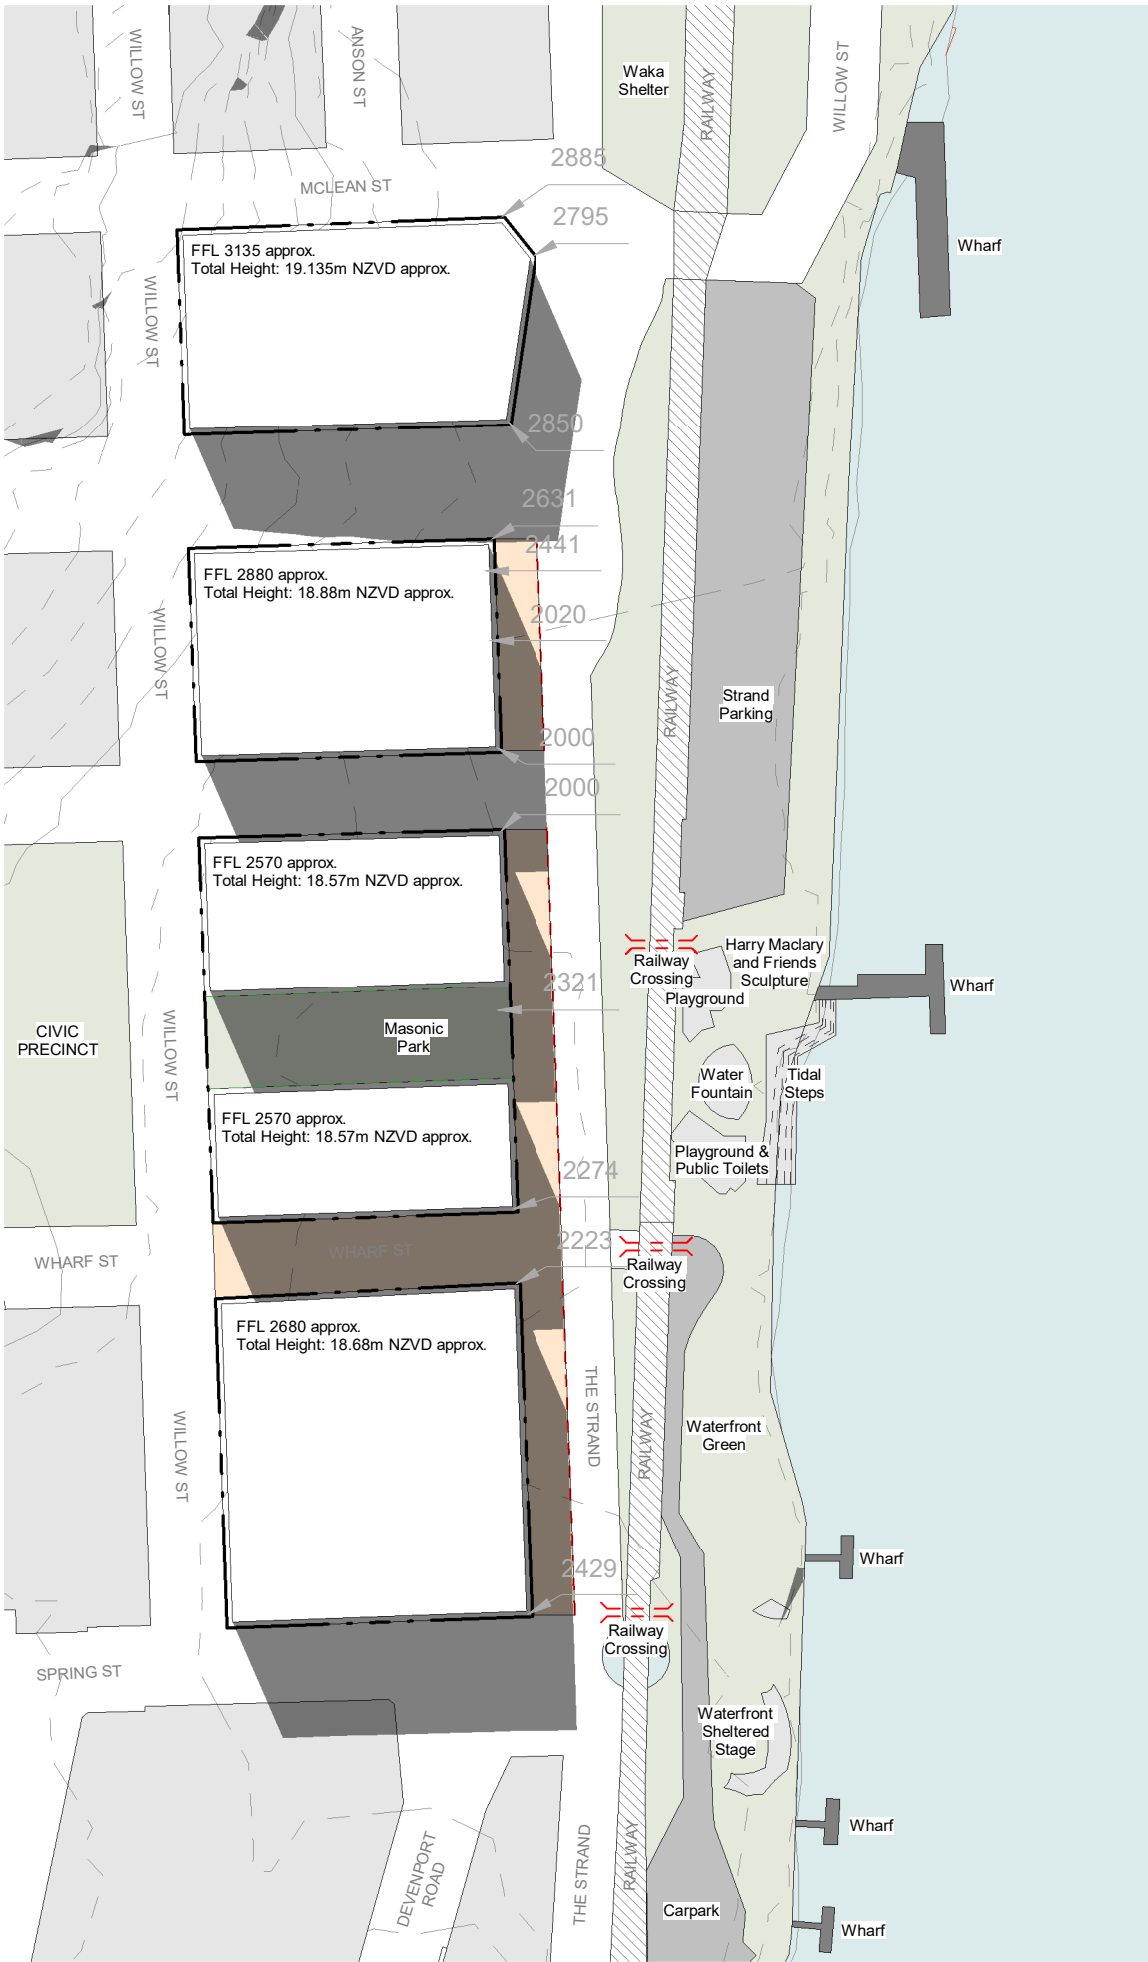 WILLOW ST
ANSON ST
Waka
Shelter
RAILWAY
WILLOW ST
2885
MCLEAN ST
2795
Wharf
FFL 3135 approx.
Total Height: 19.135m NZVD approx.
WILLOW ST
2850
2631
2441
FFL 2880 approx.
Total Height: 18.88m NZVD approx.
2020
WILLOW ST
RAILWAY
Strand
Parking
2000
2000
FFL 2570 approx.
Total Height: 18.57m NZVD approx.
Railway
Crossing
Harry Maclary
and Friends
Sculpture
Playground
2321
Wharf
CIVIC
PRECINCT
WILLOW ST
Masonic
Park
Water
Fountain
Tidal
Steps
FFL 2570 approx.
Total Height: 18.57m NZVD approx.
Playground &
Public Toilets
2274
2223
WHARF ST
WHARF ST
Railway
Crossing
FFL 2680 approx.
Total Height: 18.68m NZVD approx.
WILLOW ST
THE STRAND
RAILWAY
Waterfront
Green
2429
Wharf
Railway
Crossing
SPRING ST
Waterfront
Sheltered
Stage
Wharf
DEVENPORT
ROAD
THE STRAND
RAILWAY
Carpark
Wharf